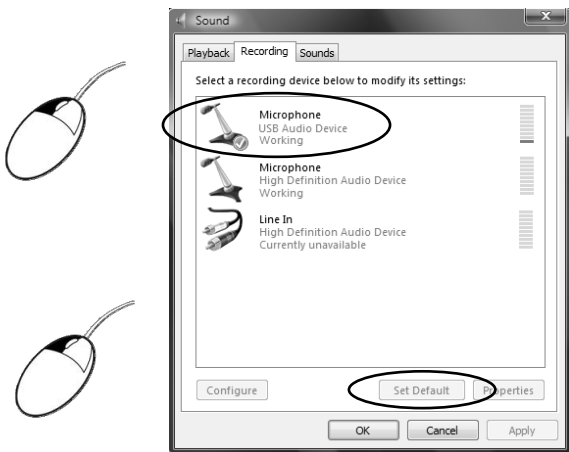 Sound
Playback Recording Sounds
Select a recording device below to modify its settings:
Microphone
USB Audio Device
Working
Microphone
High Definition Audio Device
Working
Line In
High Definition Audio Device
Currently unavailable
Configure Set Default Properties
OK Cancel Apply